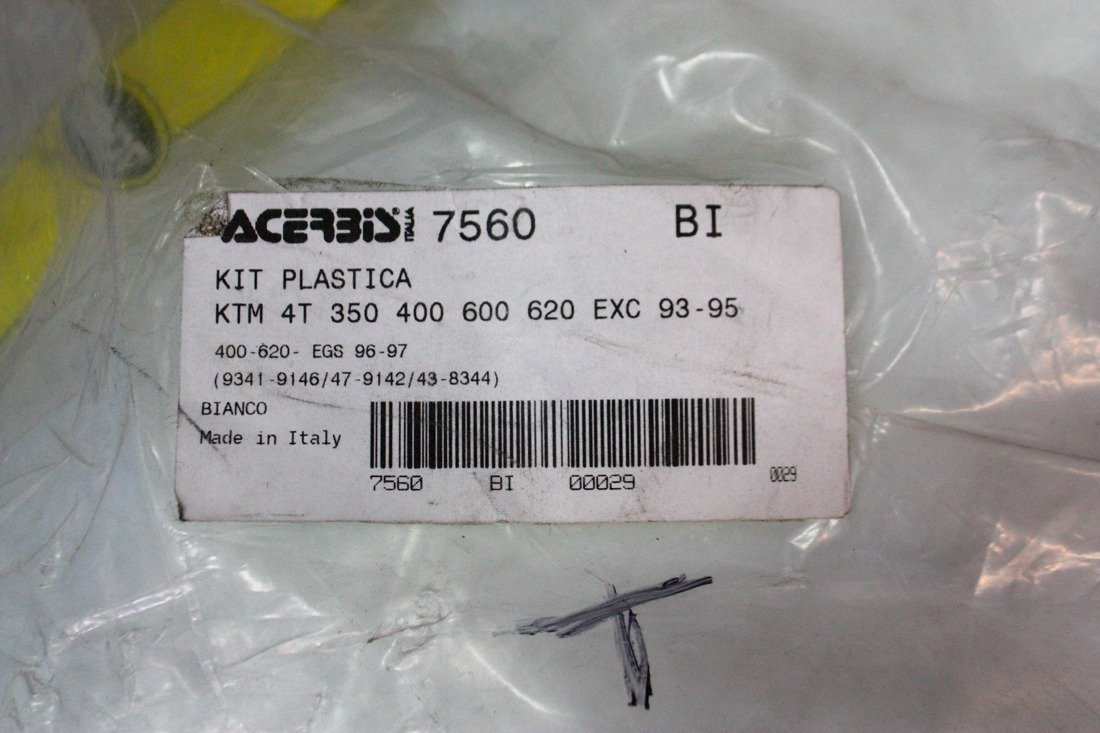 ACERBIS® ITALIA 7560 BI
KIT PLASTICA
KTM 4T 350 400 600 620 EXC 93-95
400-620- EGS 96-97
(9341-9146/47-9142/43-8344)
BIANCO
Made in Italy
7560 BI 00029 0029
T